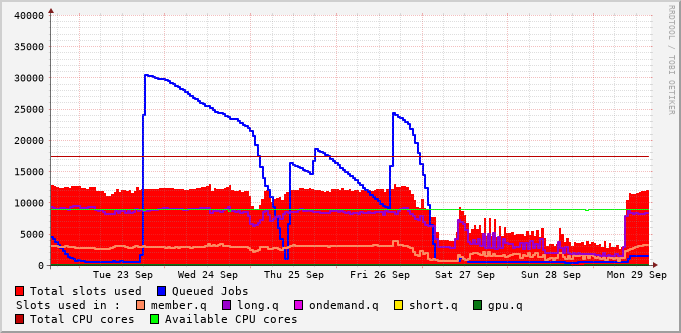 40000
35000
30000
25000
20000
15000
10000
5000
0
RRDTOOL / TOBI OETIKER
Tue 23 Sep Wed 24 Sep Thu 25 Sep Fri 26 Sep Sat 27 Sep Sun 28 Sep Mon 29 Sep
Total slots used Queued Jobs
Slots used in : member.q long.q ondemand.q short.q gpu.q
Total CPU cores Available CPU cores